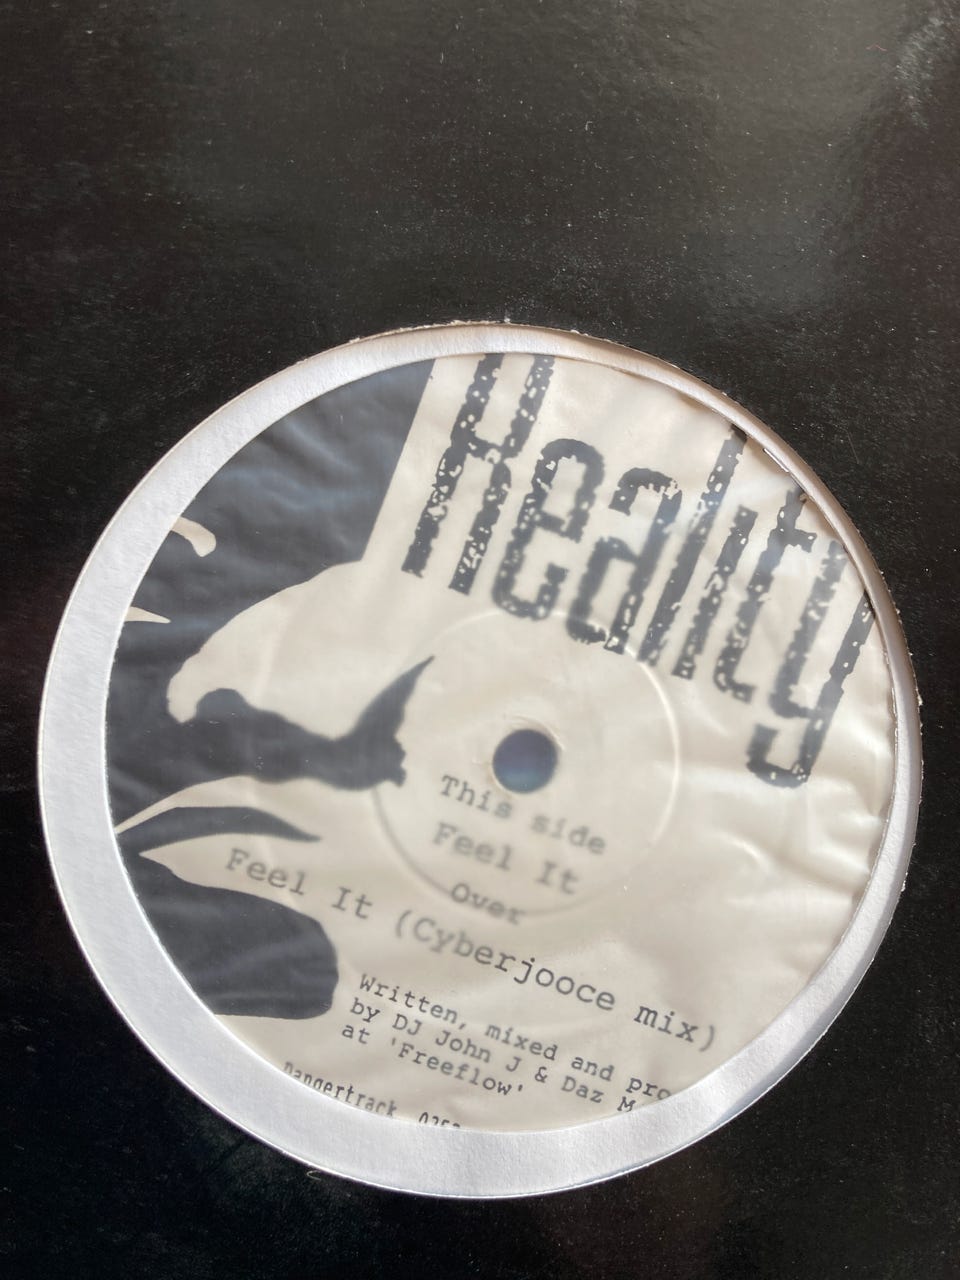 Reality
This side
Feel It
Over
Feel It (Cyberjooce mix)
Written, mixed and pro
by DJ John J & Daz M
at 'Freeflow'
Dangertrack